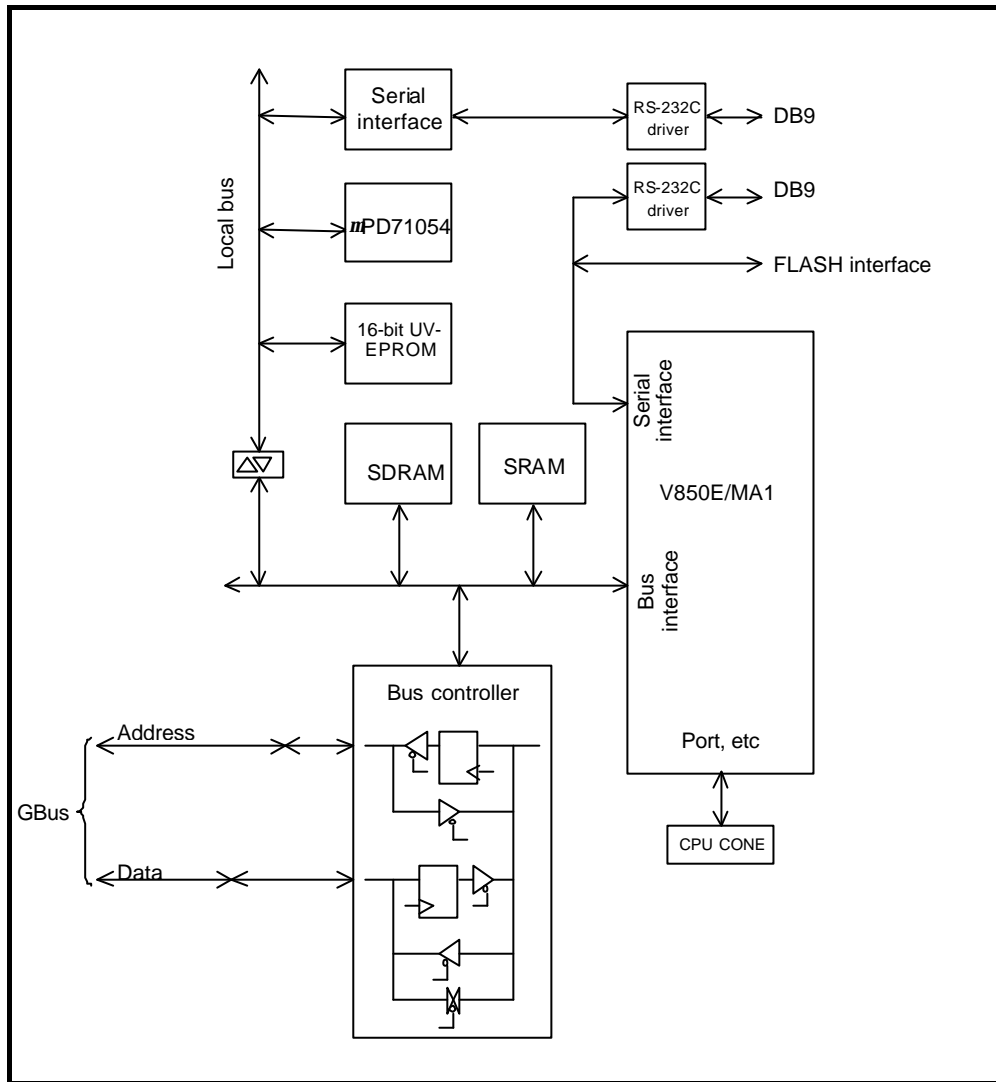 Serial
interface
RS-232C
driver
DB9
RS-232C
driver
DB9
Local bus
mPD71054
FLASH interface
16-bit UV-
EPROM
Serial
interface
SDRAM
SRAM
V850E/MA1
Bus
interface
Bus controller
Address
Port, etc
GBus
CPU CONE
Data